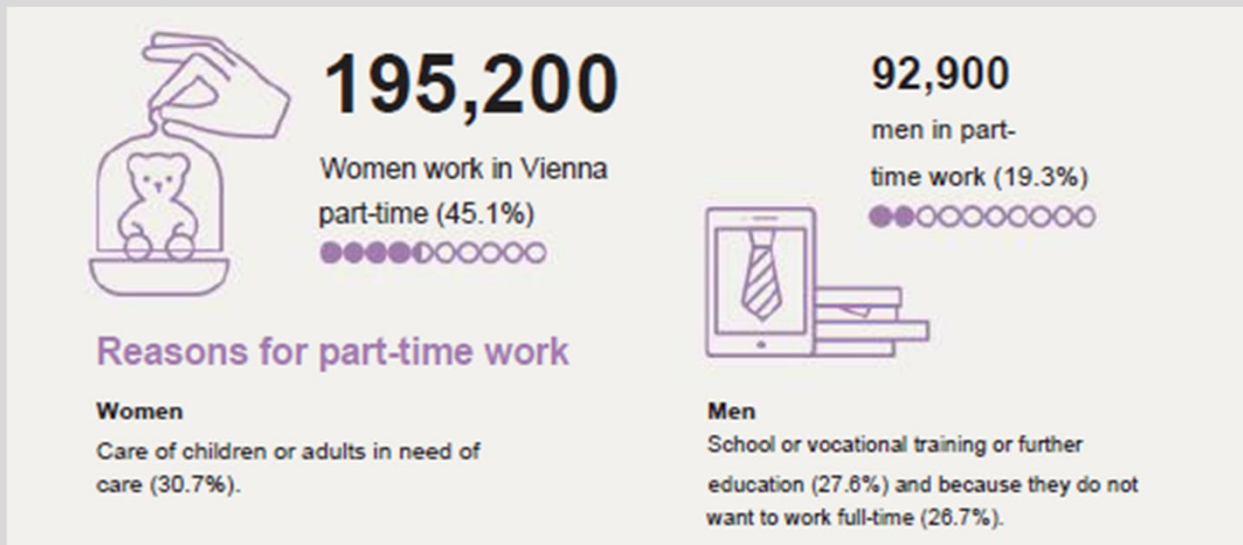 195,200
Women work in Vienna
part-time (45.1%)
92,900
men in part-
time work (19.3%)
Reasons for part-time work
Women
Care of children or adults in need of
care (30.7%).
Men
School or vocational training or further
education (27.6%) and because they do not
want to work full-time (26.7%).